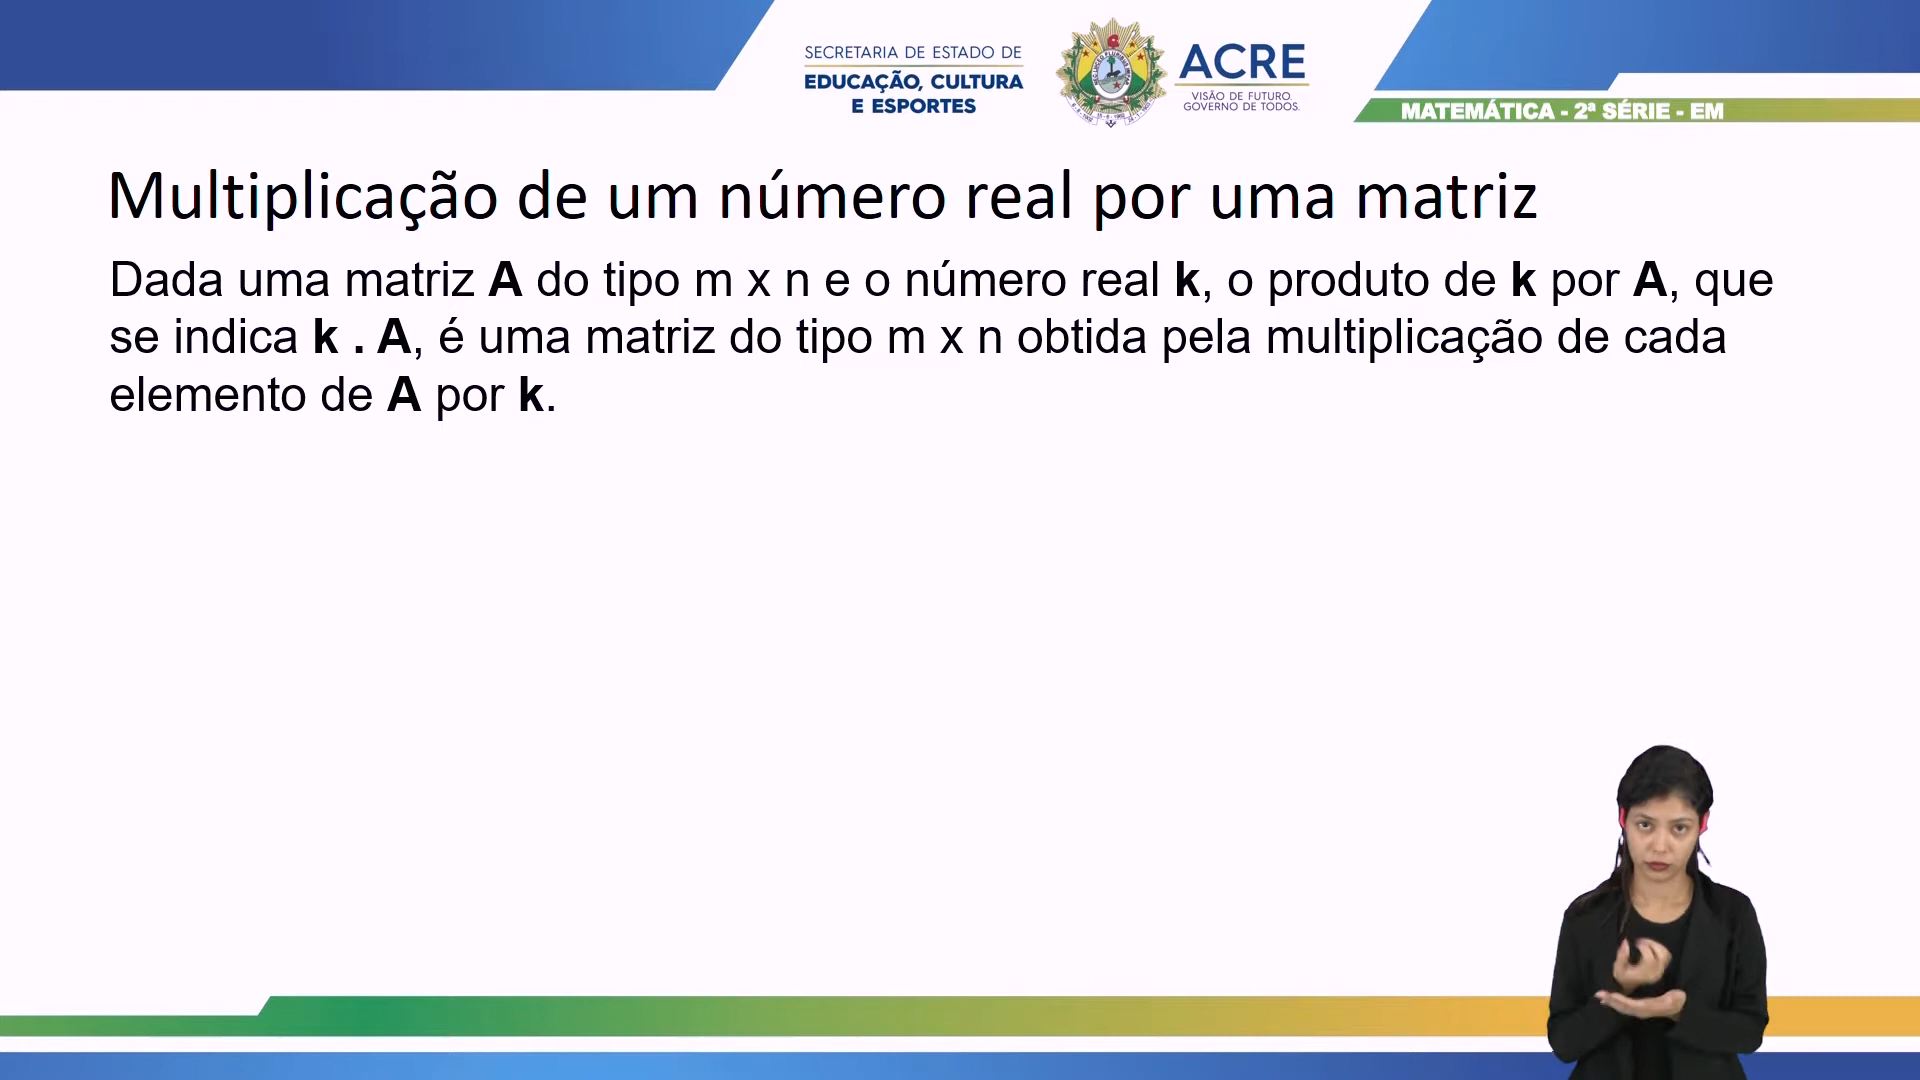 SECRETARIA DE ESTADO DE
EDUCAÇÃO, CULTURA
E ESPORTES
ACRE
VISÃO DE FUTURO.
GOVERNO DE TODOS.
MATEMÁTICA - 2ª SÉRIE - EM
Multiplicação de um número real por uma matriz
Dada uma matriz A do tipo m x n e o número real k, o produto de k por A, que
se indica k . A, é uma matriz do tipo m x n obtida pela multiplicação de cada
elemento de A por k.